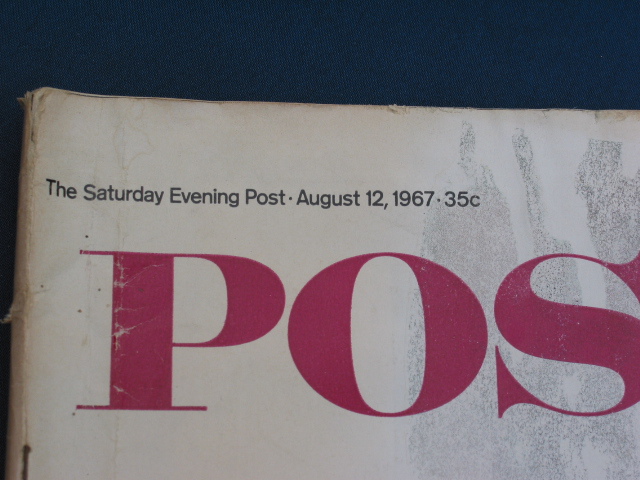 The Saturday Evening Post · August 12, 1967 · 35c
POS